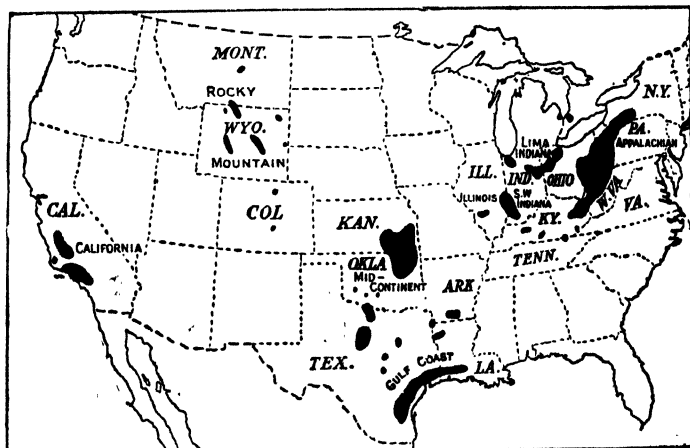 MONT.
ROCKY
WYO.
MOUNTAIN
N.Y.
PA.
APPALACHIAN
LIMA
INDIANA
ILL.
IND
OHIO
W.VA.
ILLINOIS
S.W
INDIANA
VA.
KY.
CAL.
CALIFORNIA
COL
KAN.
TENN.
OKLA
MID-
CONTINENT
ARK
TEX.
GULF COAST
LA.